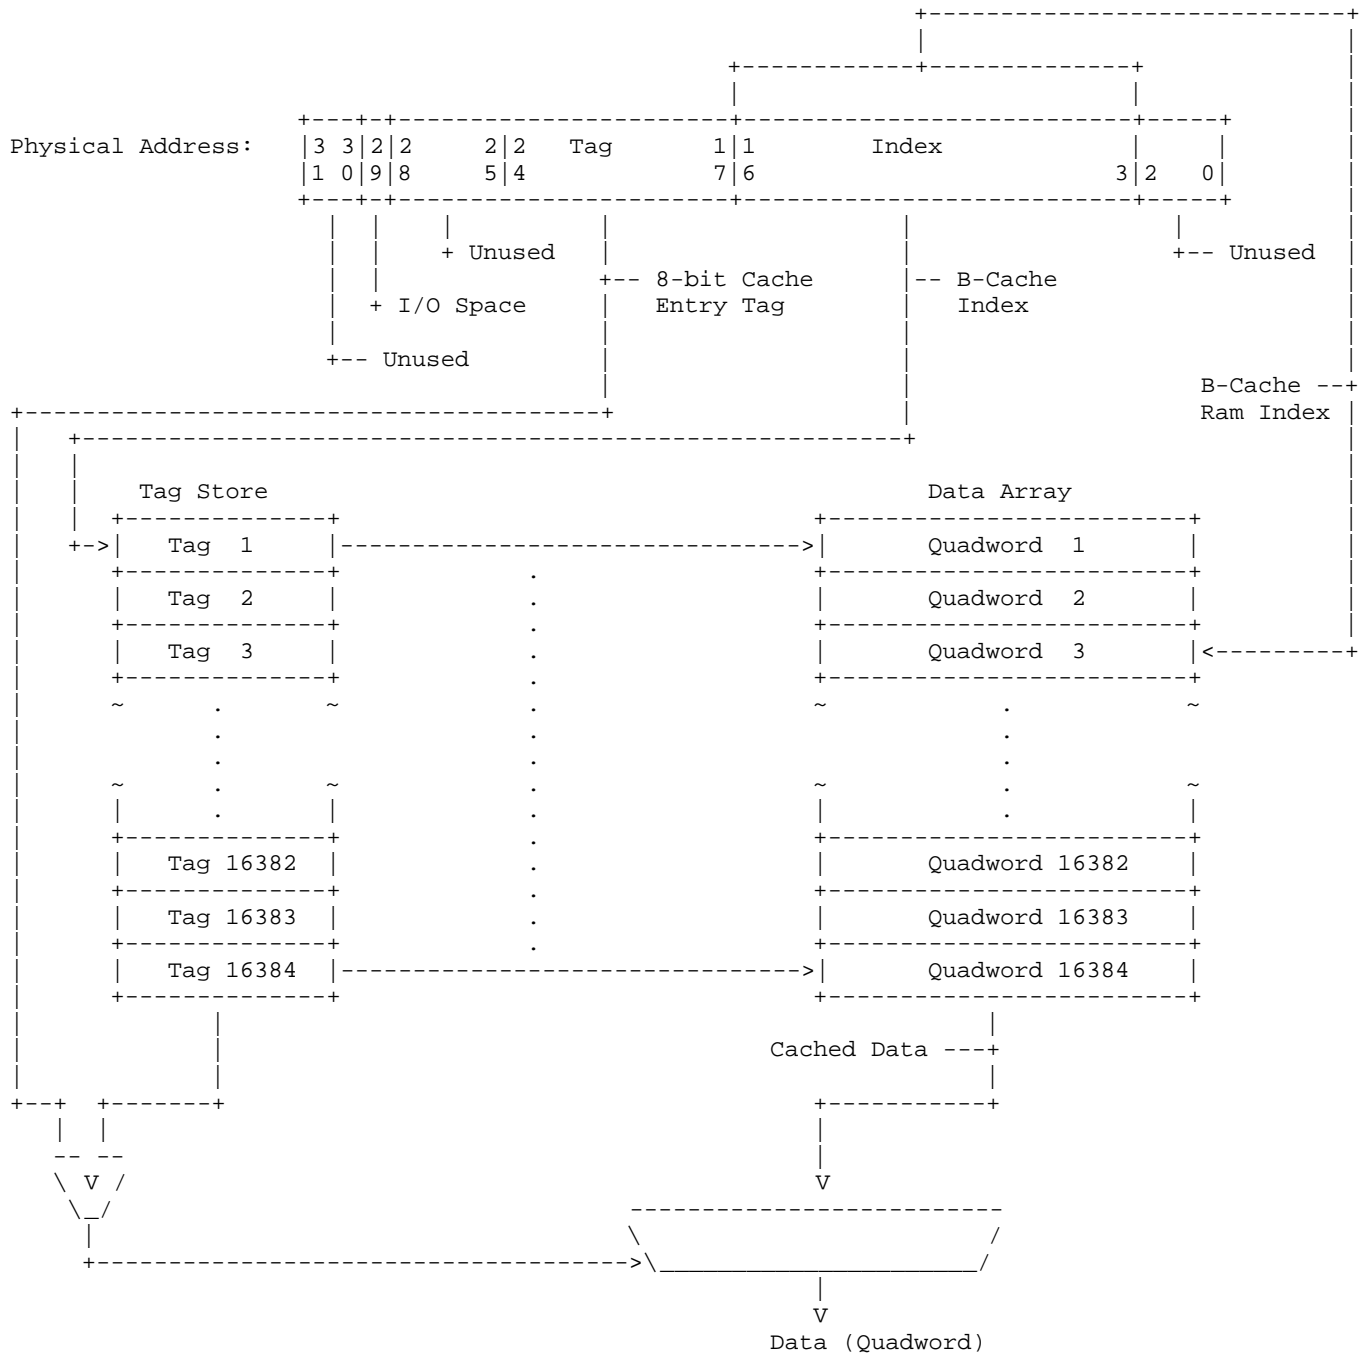 Physical Address: |3 3|2|2 2|2 Tag 1|1 Index | |
|1 0|9|8 5|4 7|6 3|2 0|
+ Unused +-- Unused
+-- 8-bit Cache |-- B-Cache
+ I/O Space Entry Tag Index
+-- Unused
B-Cache --+
Ram Index
Tag Store Data Array
+->| Tag 1 |-------------------------------->| Quadword 1 |
| Tag 2 | . | Quadword 2 |
| Tag 3 | . | Quadword 3 |<---------+
| Tag 16382 | . | Quadword 16382 |
| Tag 16383 | . | Quadword 16383 |
| Tag 16384 |-------------------------------->| Quadword 16384 |
Cached Data ---+
V V
V
Data (Quadword)